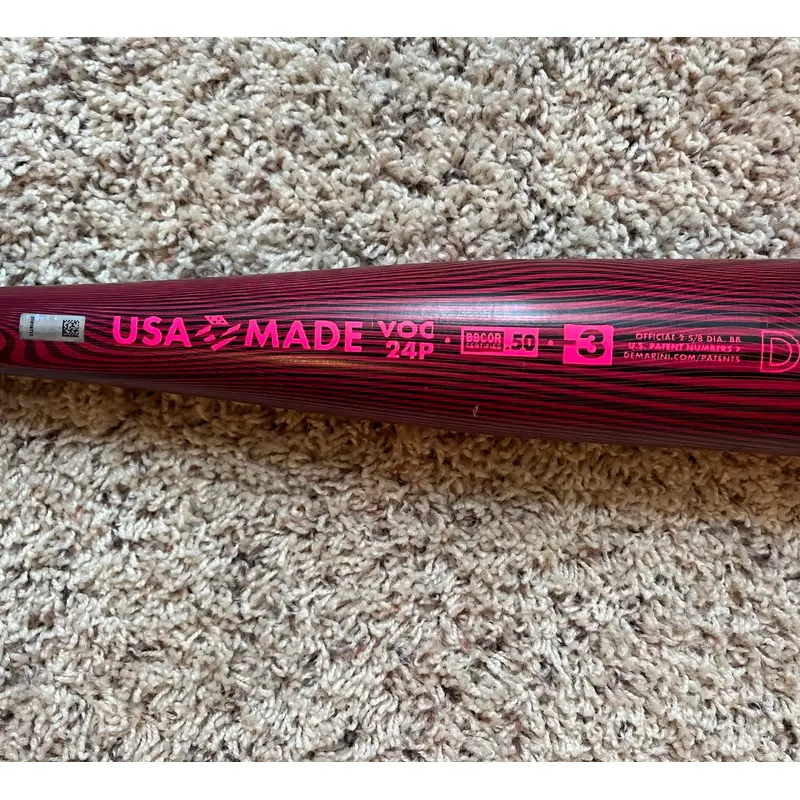 USA MADE
VOC
24P
BBCOR
CERTIFIED
.50
-3
OFFICIAL 2 5/8 DIA. BB
U.S. PATENT NUMBERS >
DEMARINI.COM/PATENTS
D